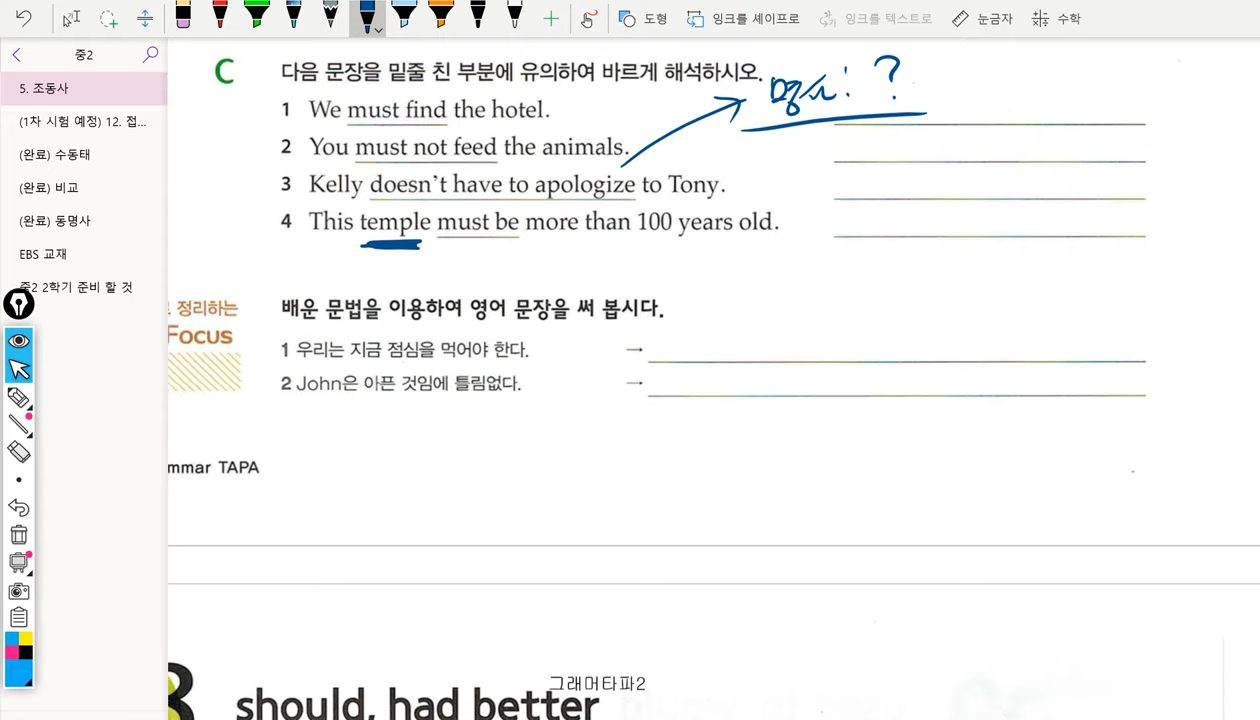 도형
잉크를 셰이프로
잉크를 텍스트로
눈금자
수학
중2
5. 조동사
(1차 시험 예정) 12. 접...
(완료) 수동태
(완료) 비교
(완료) 동명사
EBS 교재
중2 2학기 준비 할 것
C 다음 문장을 밑줄 친 부분에 유의하여 바르게 해석하시오.
명사: ?
1 We must find the hotel.
2 You must not feed the animals.
3 Kelly doesn't have to apologize to Tony.
4 This temple must be more than 100 years old.
정리하는
Focus
배운 문법을 이용하여 영어 문장을 써 봅시다.
1 우리는 지금 점심을 먹어야 한다. →
2 John은 아픈 것임에 틀림없다. →
mmar TAPA
그래머타파2
should, had better